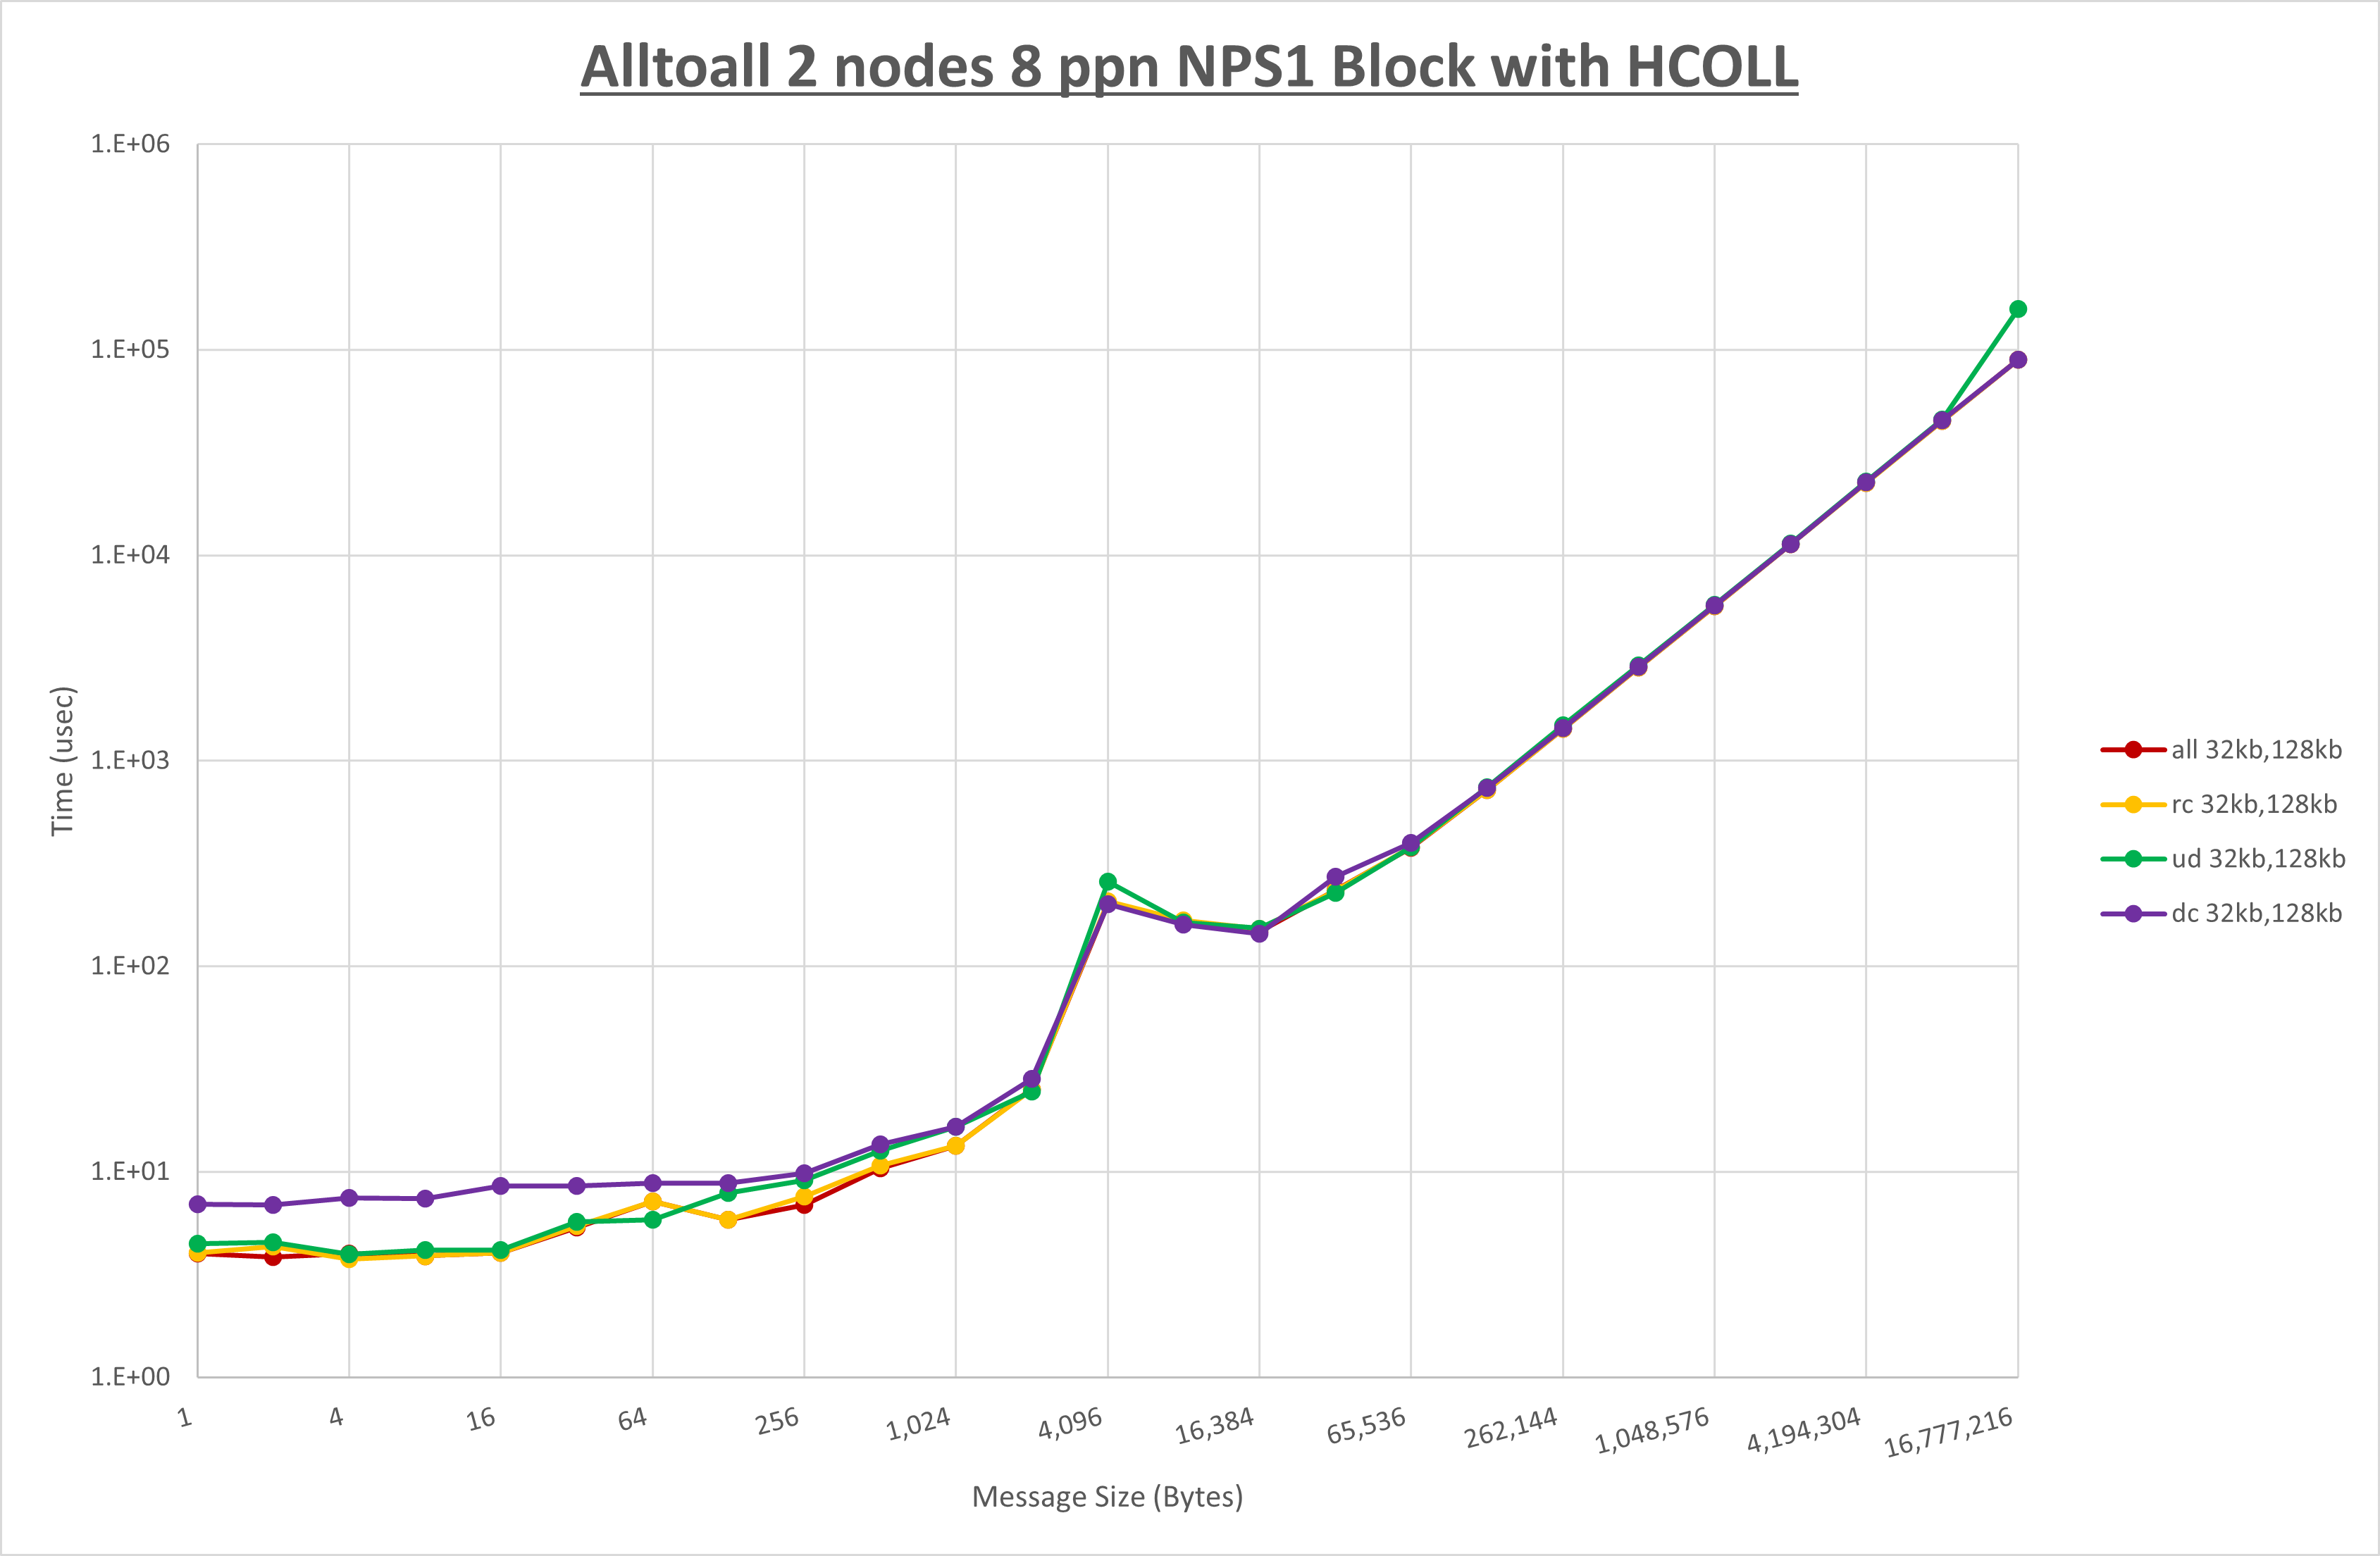 Alltoall 2 nodes 8 ppn NPS1 Block with HCOLL
1.E+06
1.E+05
1.E+04
1.E+03
1.E+02
1.E+01
1.E+00
Time (usec)
1
4
16
64
256
1,024
4,096
16,384
65,536
262,144
1,048,576
4,194,304
16,777,216
Message Size (Bytes)
all 32kb,128kb
rc 32kb,128kb
ud 32kb,128kb
dc 32kb,128kb